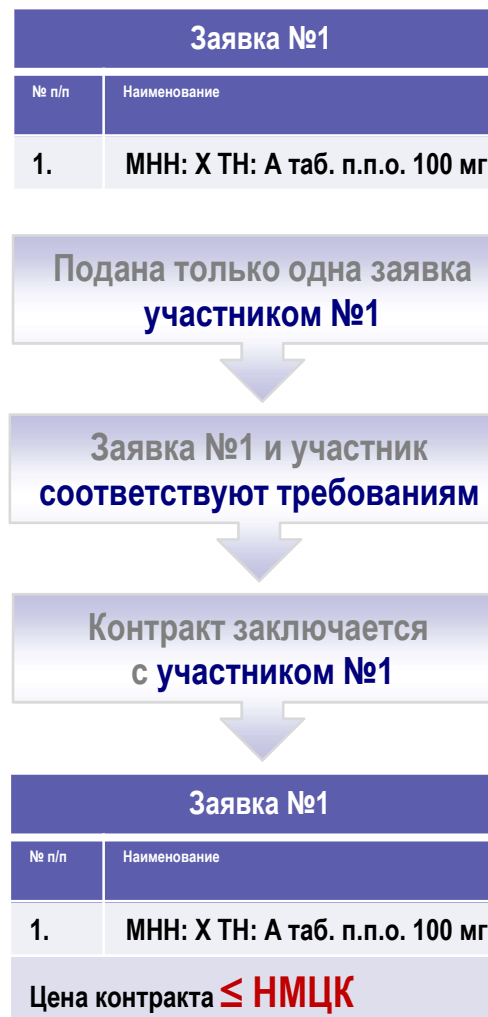 Заявка №1
№ п/п Наименование
1. МНН: X ТН: А таб. п.п.о. 100 мг
Подана только одна заявка
участником №1
Заявка №1 и участник
соответствуют требованиям
Контракт заключается
с участником №1
Заявка №1
№ п/п Наименование
1. МНН: X ТН: А таб. п.п.о. 100 мг
Цена контракта ≤ НМЦК